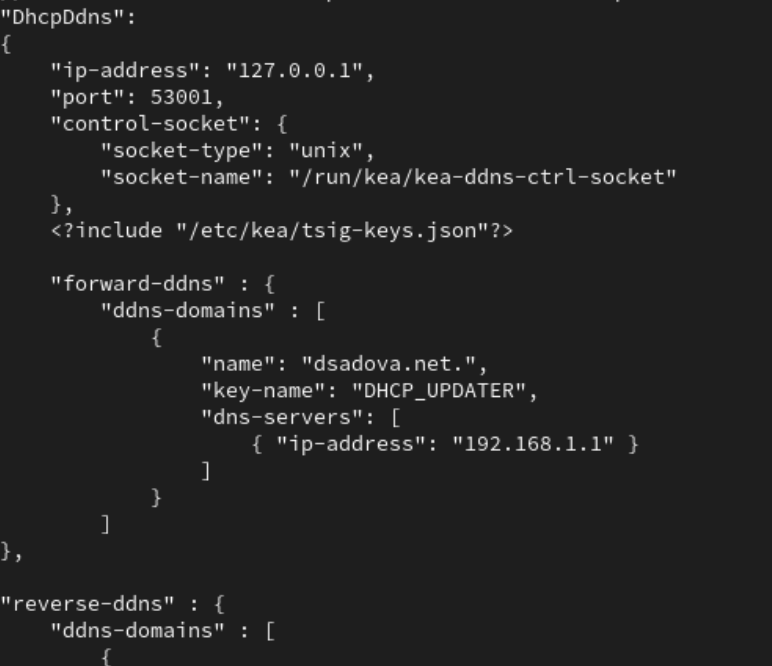 "DhcpDdns":
{
    "ip-address": "127.0.0.1",
    "port": 53001,
    "control-socket": {
        "socket-type": "unix",
        "socket-name": "/run/kea/kea-ddns-ctrl-socket"
    },
    <?include "/etc/kea/tsig-keys.json"?>

    "forward-ddns" : {
        "ddns-domains" : [
            {
                "name": "dsadova.net.",
                "key-name": "DHCP_UPDATER",
                "dns-servers": [
                    { "ip-address": "192.168.1.1" }
                ]
            }
        ]
},

"reverse-ddns" : {
    "ddns-domains" : [
        {